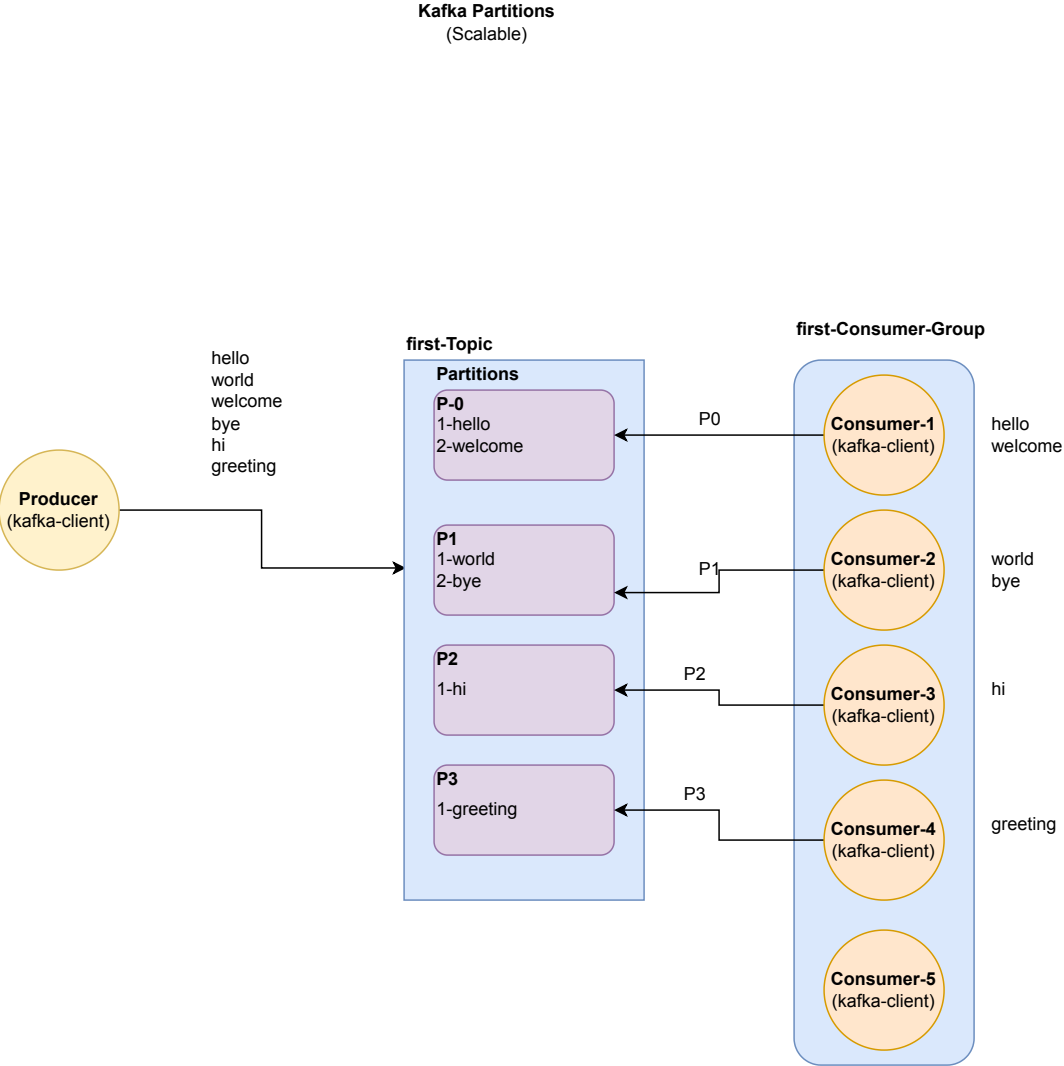 Kafka Partitions
(Scalable)
hello
world
welcome
bye
hi
greeting
Producer
(kafka-client)
first-Topic
Partitions
P-0
1-hello
2-welcome
P1
1-world
2-bye
P2
1-hi
P3
1-greeting
P0
P1
P2
P3
first-Consumer-Group
Consumer-1
(kafka-client)
hello
welcome
Consumer-2
(kafka-client)
world
bye
Consumer-3
(kafka-client)
hi
Consumer-4
(kafka-client)
greeting
Consumer-5
(kafka-client)